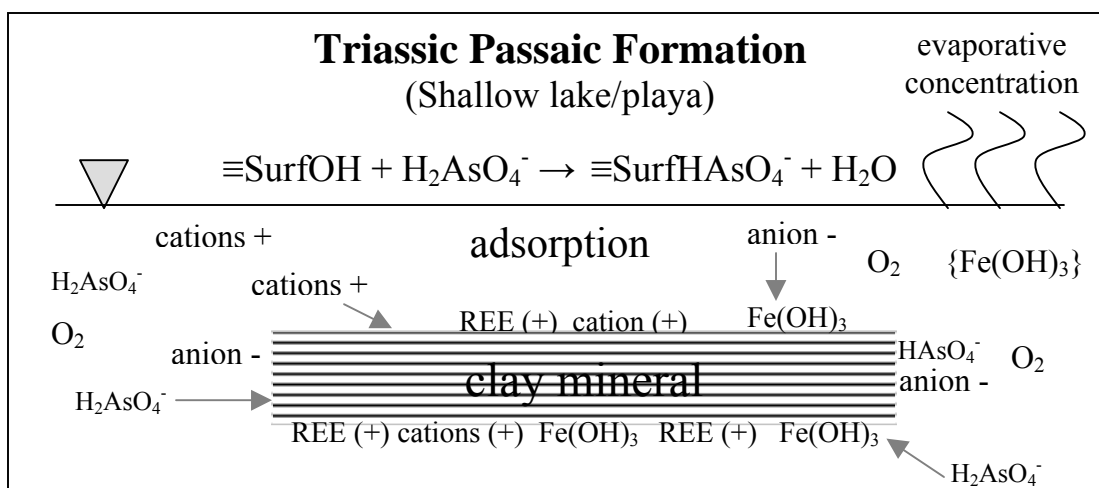 Triassic Passaic Formation
(Shallow lake/playa)
evaporative
concentration
≡SurfOH + H₂AsO₄⁻ → ≡SurfHAsO₄⁻ + H₂O
cations +
adsorption
anion -
H₂AsO₄⁻
O₂
{Fe(OH)₃}
cations +
O₂
REE (+) cation (+)
Fe(OH)₃
anion -
clay mineral
HAsO₄⁻
O₂
anion -
H₂AsO₄⁻
REE (+) cations (+) Fe(OH)₃ REE (+) Fe(OH)₃
H₂AsO₄⁻